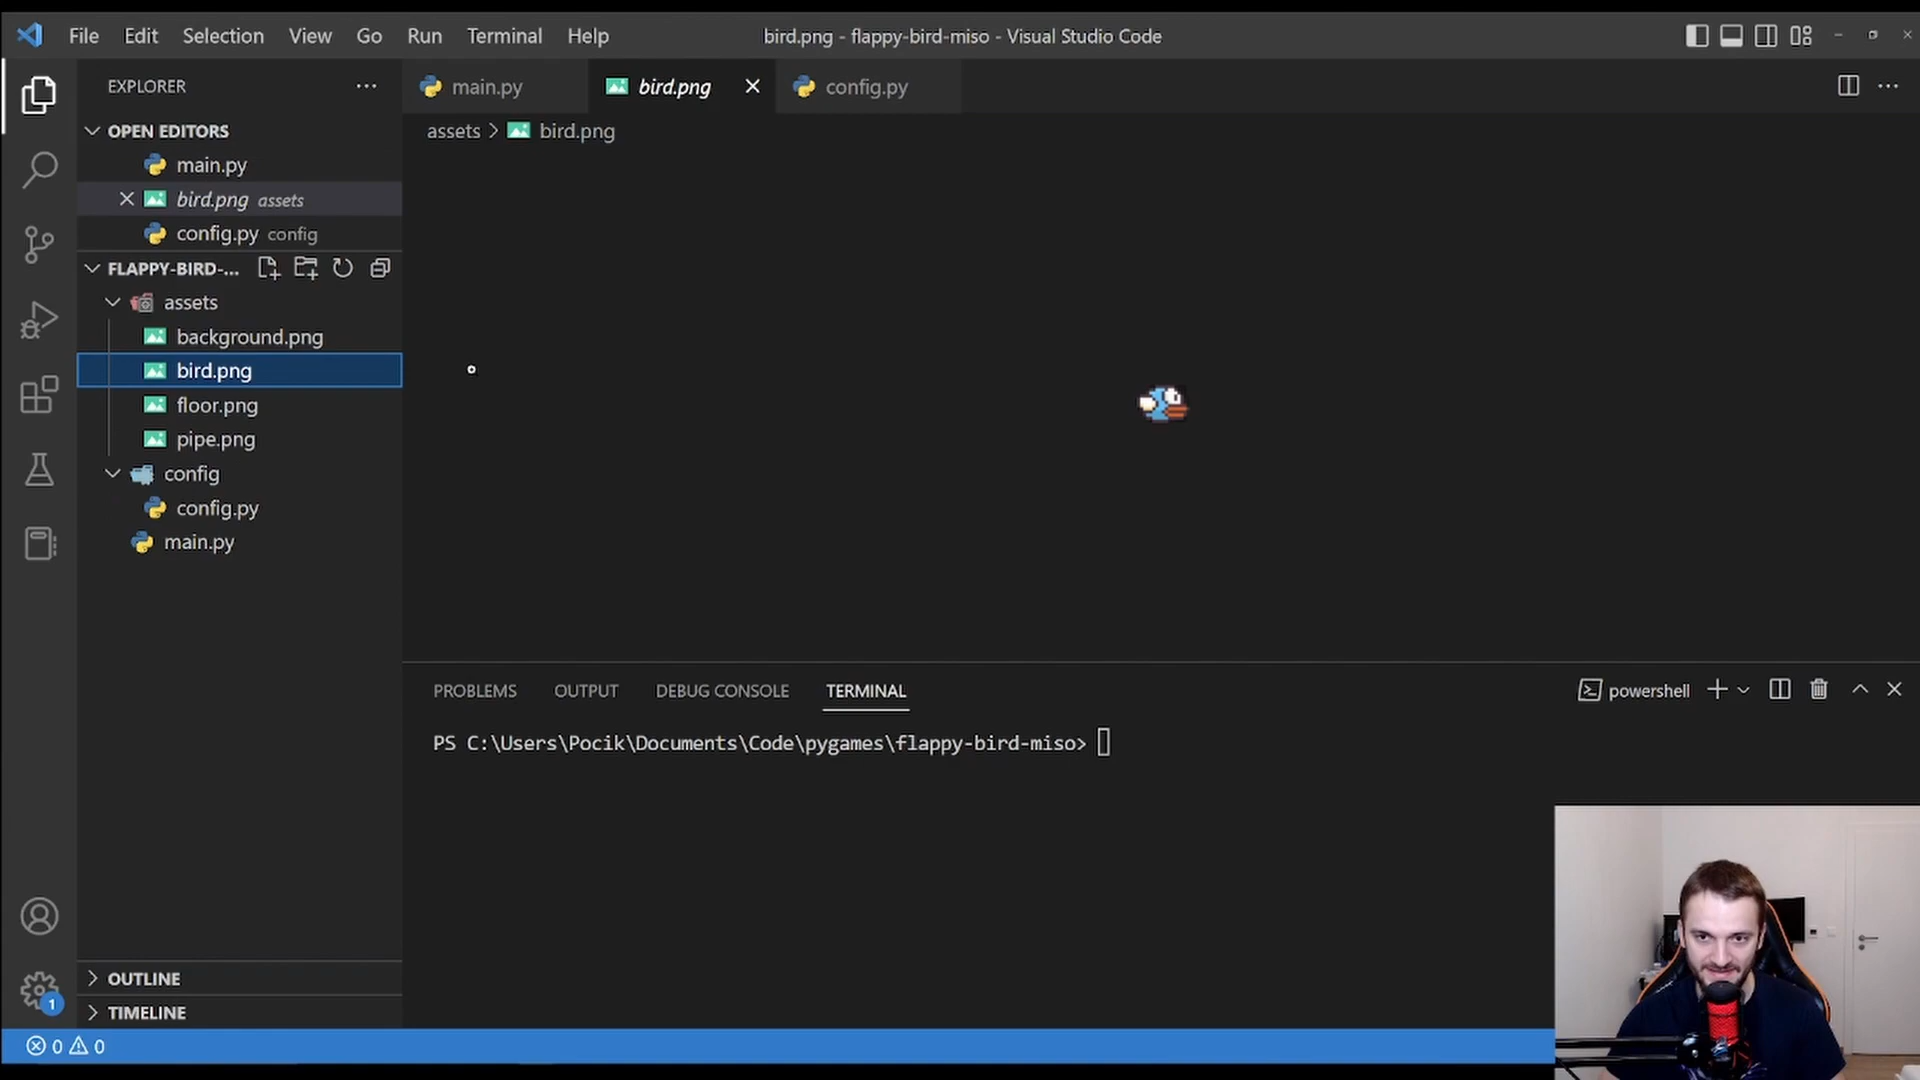 File Edit Selection View Go Run Terminal Help
bird.png - flappy-bird-miso - Visual Studio Code
EXPLORER
main.py
bird.png
config.py
OPEN EDITORS
main.py
bird.png assets
config.py config
FLAPPY-BIRD-...
assets
background.png
bird.png
floor.png
pipe.png
config
config.py
main.py
OUTLINE
TIMELINE
assets > bird.png
PROBLEMS OUTPUT DEBUG CONSOLE TERMINAL
powershell
PS C:\Users\Pocik\Documents\Code\pygames\flappy-bird-miso>
1
0 0